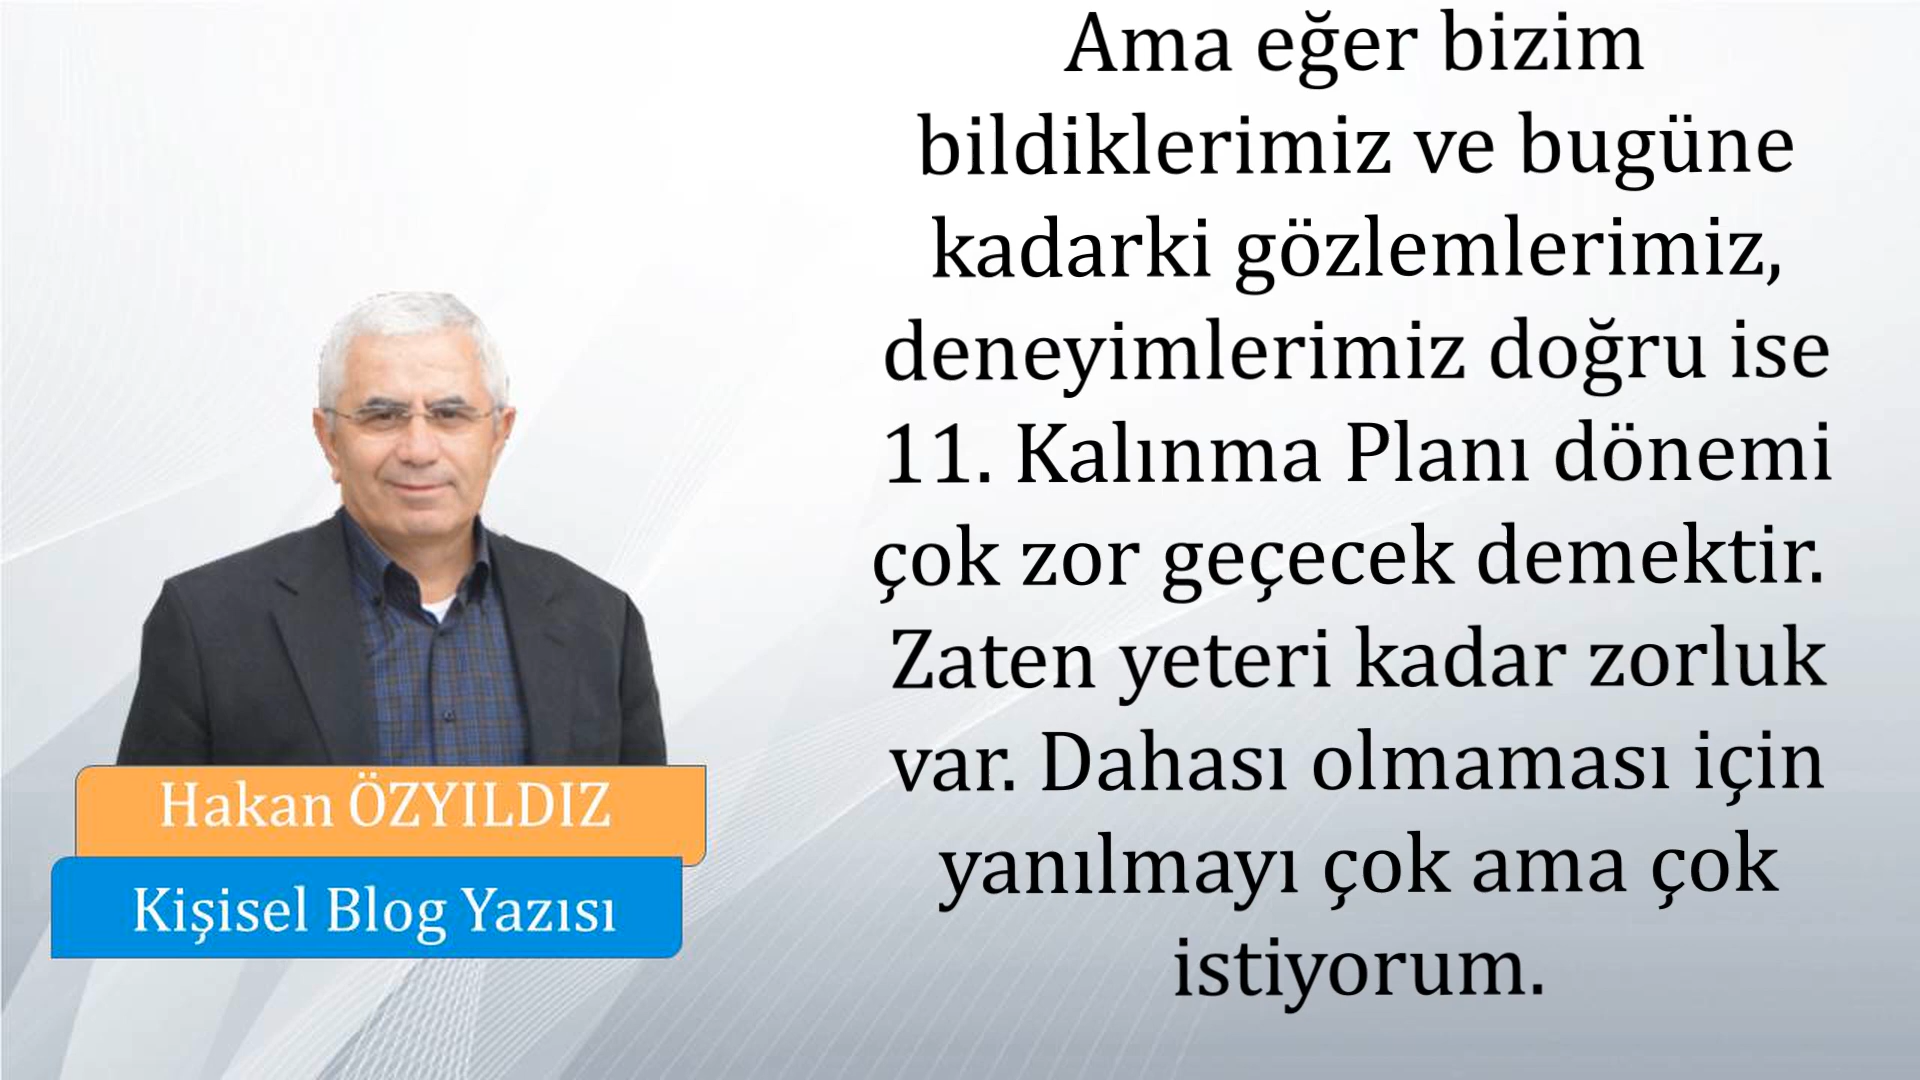 Ama eğer bizim
bildiklerimiz ve bugüne
kadarki gözlemlerimiz,
deneyimlerimiz doğru ise
11. Kalınma Planı dönemi
çok zor geçecek demektir.
Zaten yeteri kadar zorluk
var. Dahası olmaması için
yanılmayı çok ama çok
istiyorum.
Hakan ÖZYILDIZ
Kişisel Blog Yazısı